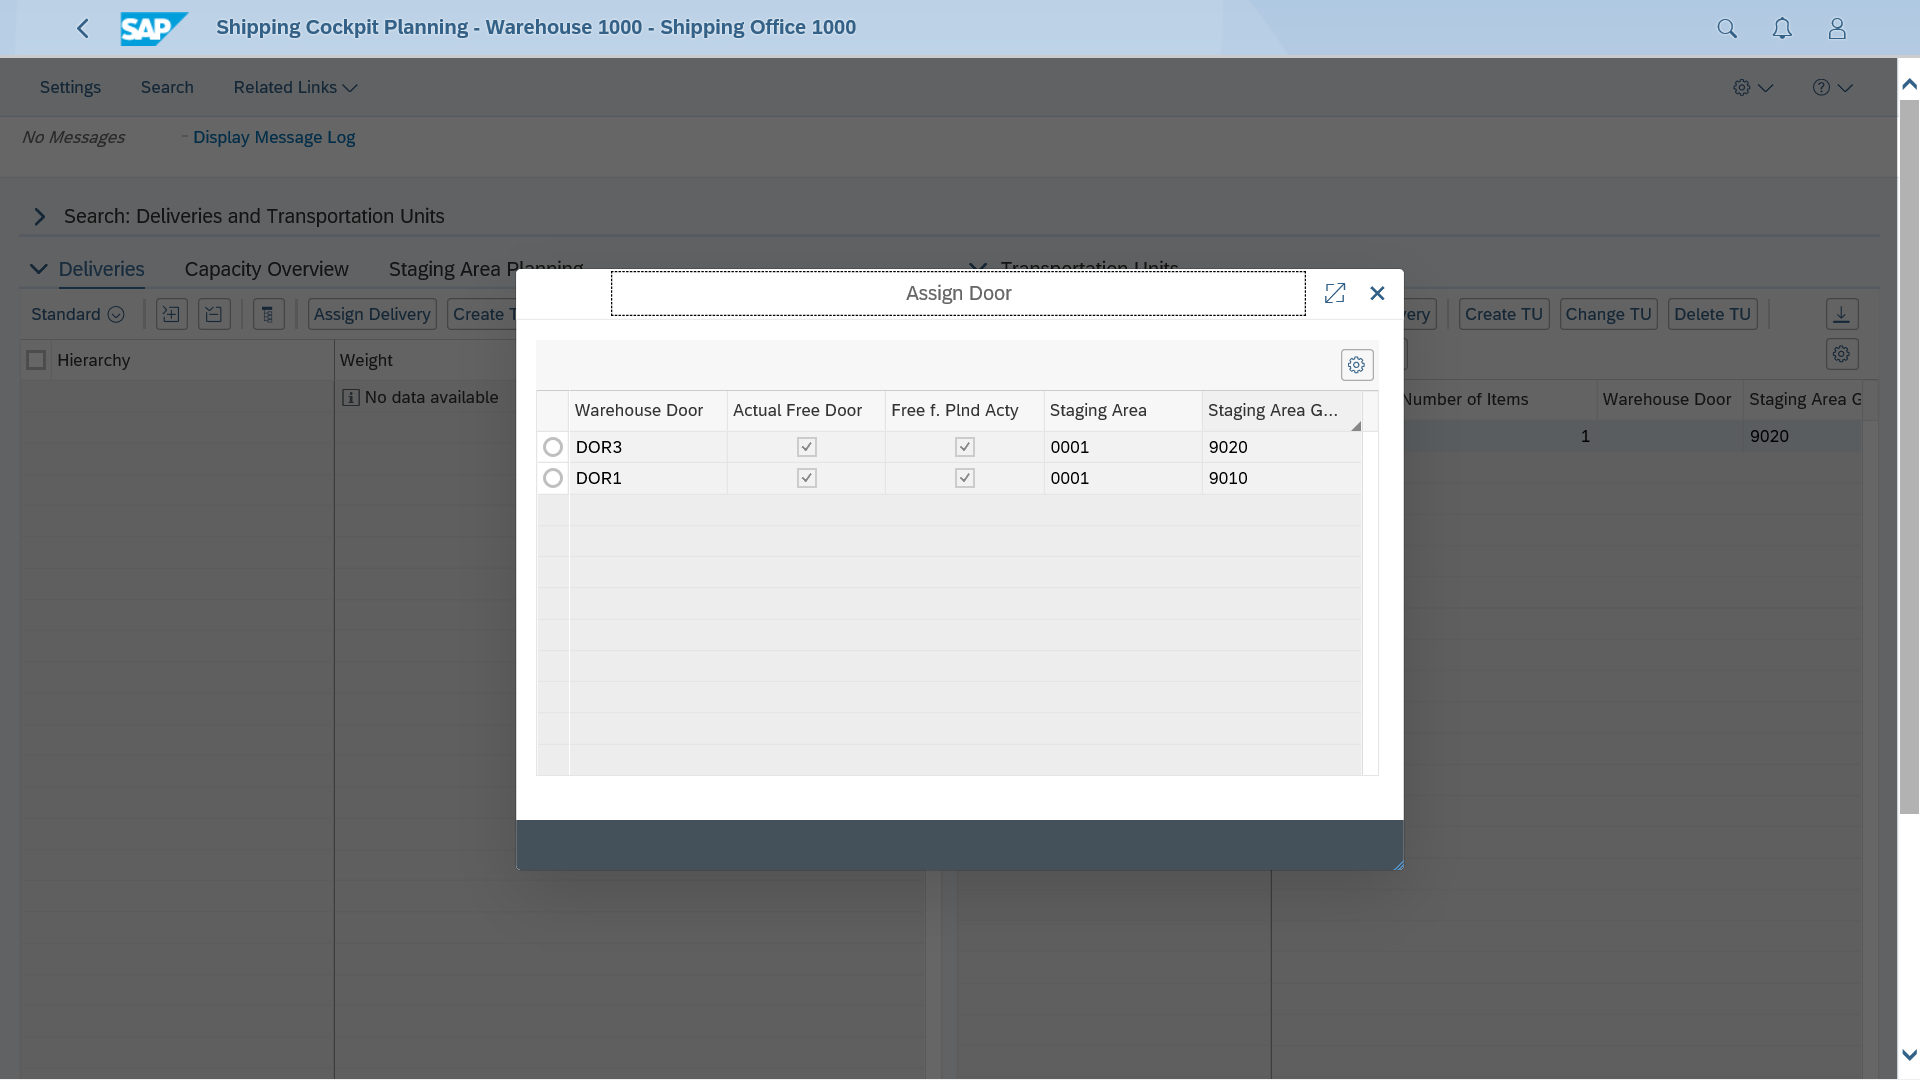 SAP
Shipping Cockpit Planning - Warehouse 1000 - Shipping Office 1000
Settings Search Related Links
No Messages - Display Message Log
Search: Deliveries and Transportation Units
Deliveries Capacity Overview Staging Area Planning Transportation Units
Standard Assign Delivery Create T ery Create TU Change TU Delete TU
Hierarchy Weight
No data available
Number of Items Warehouse Door Staging Area G
1 9020
Assign Door
Warehouse Door Actual Free Door Free f. Plnd Acty Staging Area Staging Area G...
DOR3 0001 9020
DOR1 0001 9010